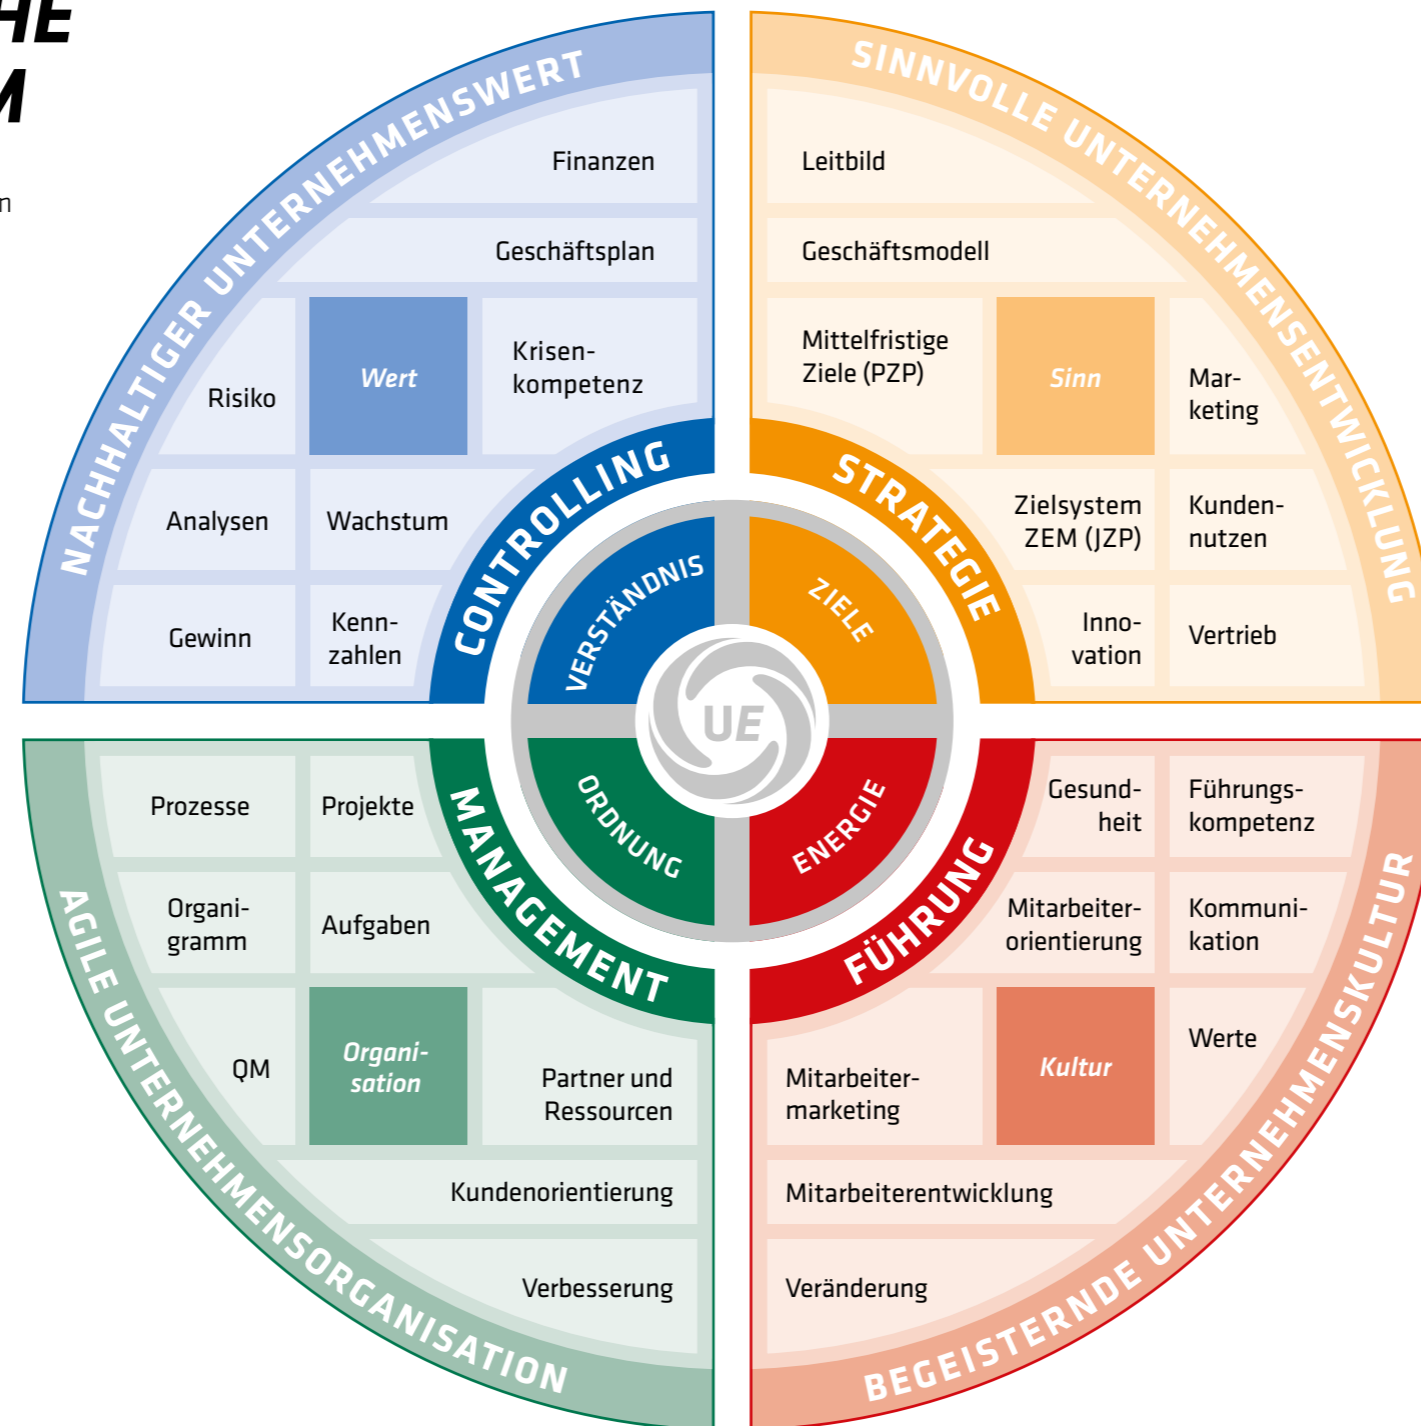 HE
M
n
NACHHALTIGER UNTERNEHMENSWERT
Finanzen
Geschäftsplan
Risiko
Wert
Krisen-
kompetenz
Analysen
Wachstum
Gewinn
Kenn-
zahlen
CONTROLLING
VERSTÄNDNIS
SINNVOLLE UNTERNEHMENSENTWICKLUNG
Leitbild
Geschäftsmodell
Mittelfristige
Ziele (PZP)
Sinn
Mar-
keting
Zielsystem
ZEM (JZP)
Kunden-
nutzen
Inno-
vation
Vertrieb
STRATEGIE
ZIELE
UE
AGILE UNTERNEHMENSORGANISATION
Prozesse
Projekte
Organi-
gramm
Aufgaben
QM
Organi-
sation
Partner und
Ressourcen
Kundenorientierung
Verbesserung
MANAGEMENT
ORDNUNG
BEGEISTERNDE UNTERNEHMENSKULTUR
Gesund-
heit
Führungs-
kompetenz
Mitarbeiter-
orientierung
Kommuni-
kation
Mitarbeiter-
marketing
Kultur
Werte
Mitarbeiterentwicklung
Veränderung
FÜHRUNG
ENERGIE